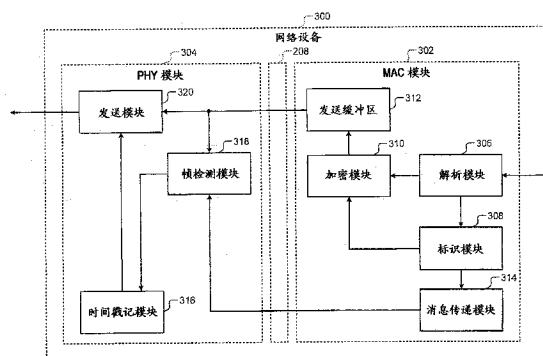 300
网络设备
304
208
302
PHY 模块
MAC 模块
320
发送模块
发送缓冲区
312
318
310
306
帧检测模块
加密模块
解析模块
308
标识模块
314
时间戳记模块
316
消息传递模块